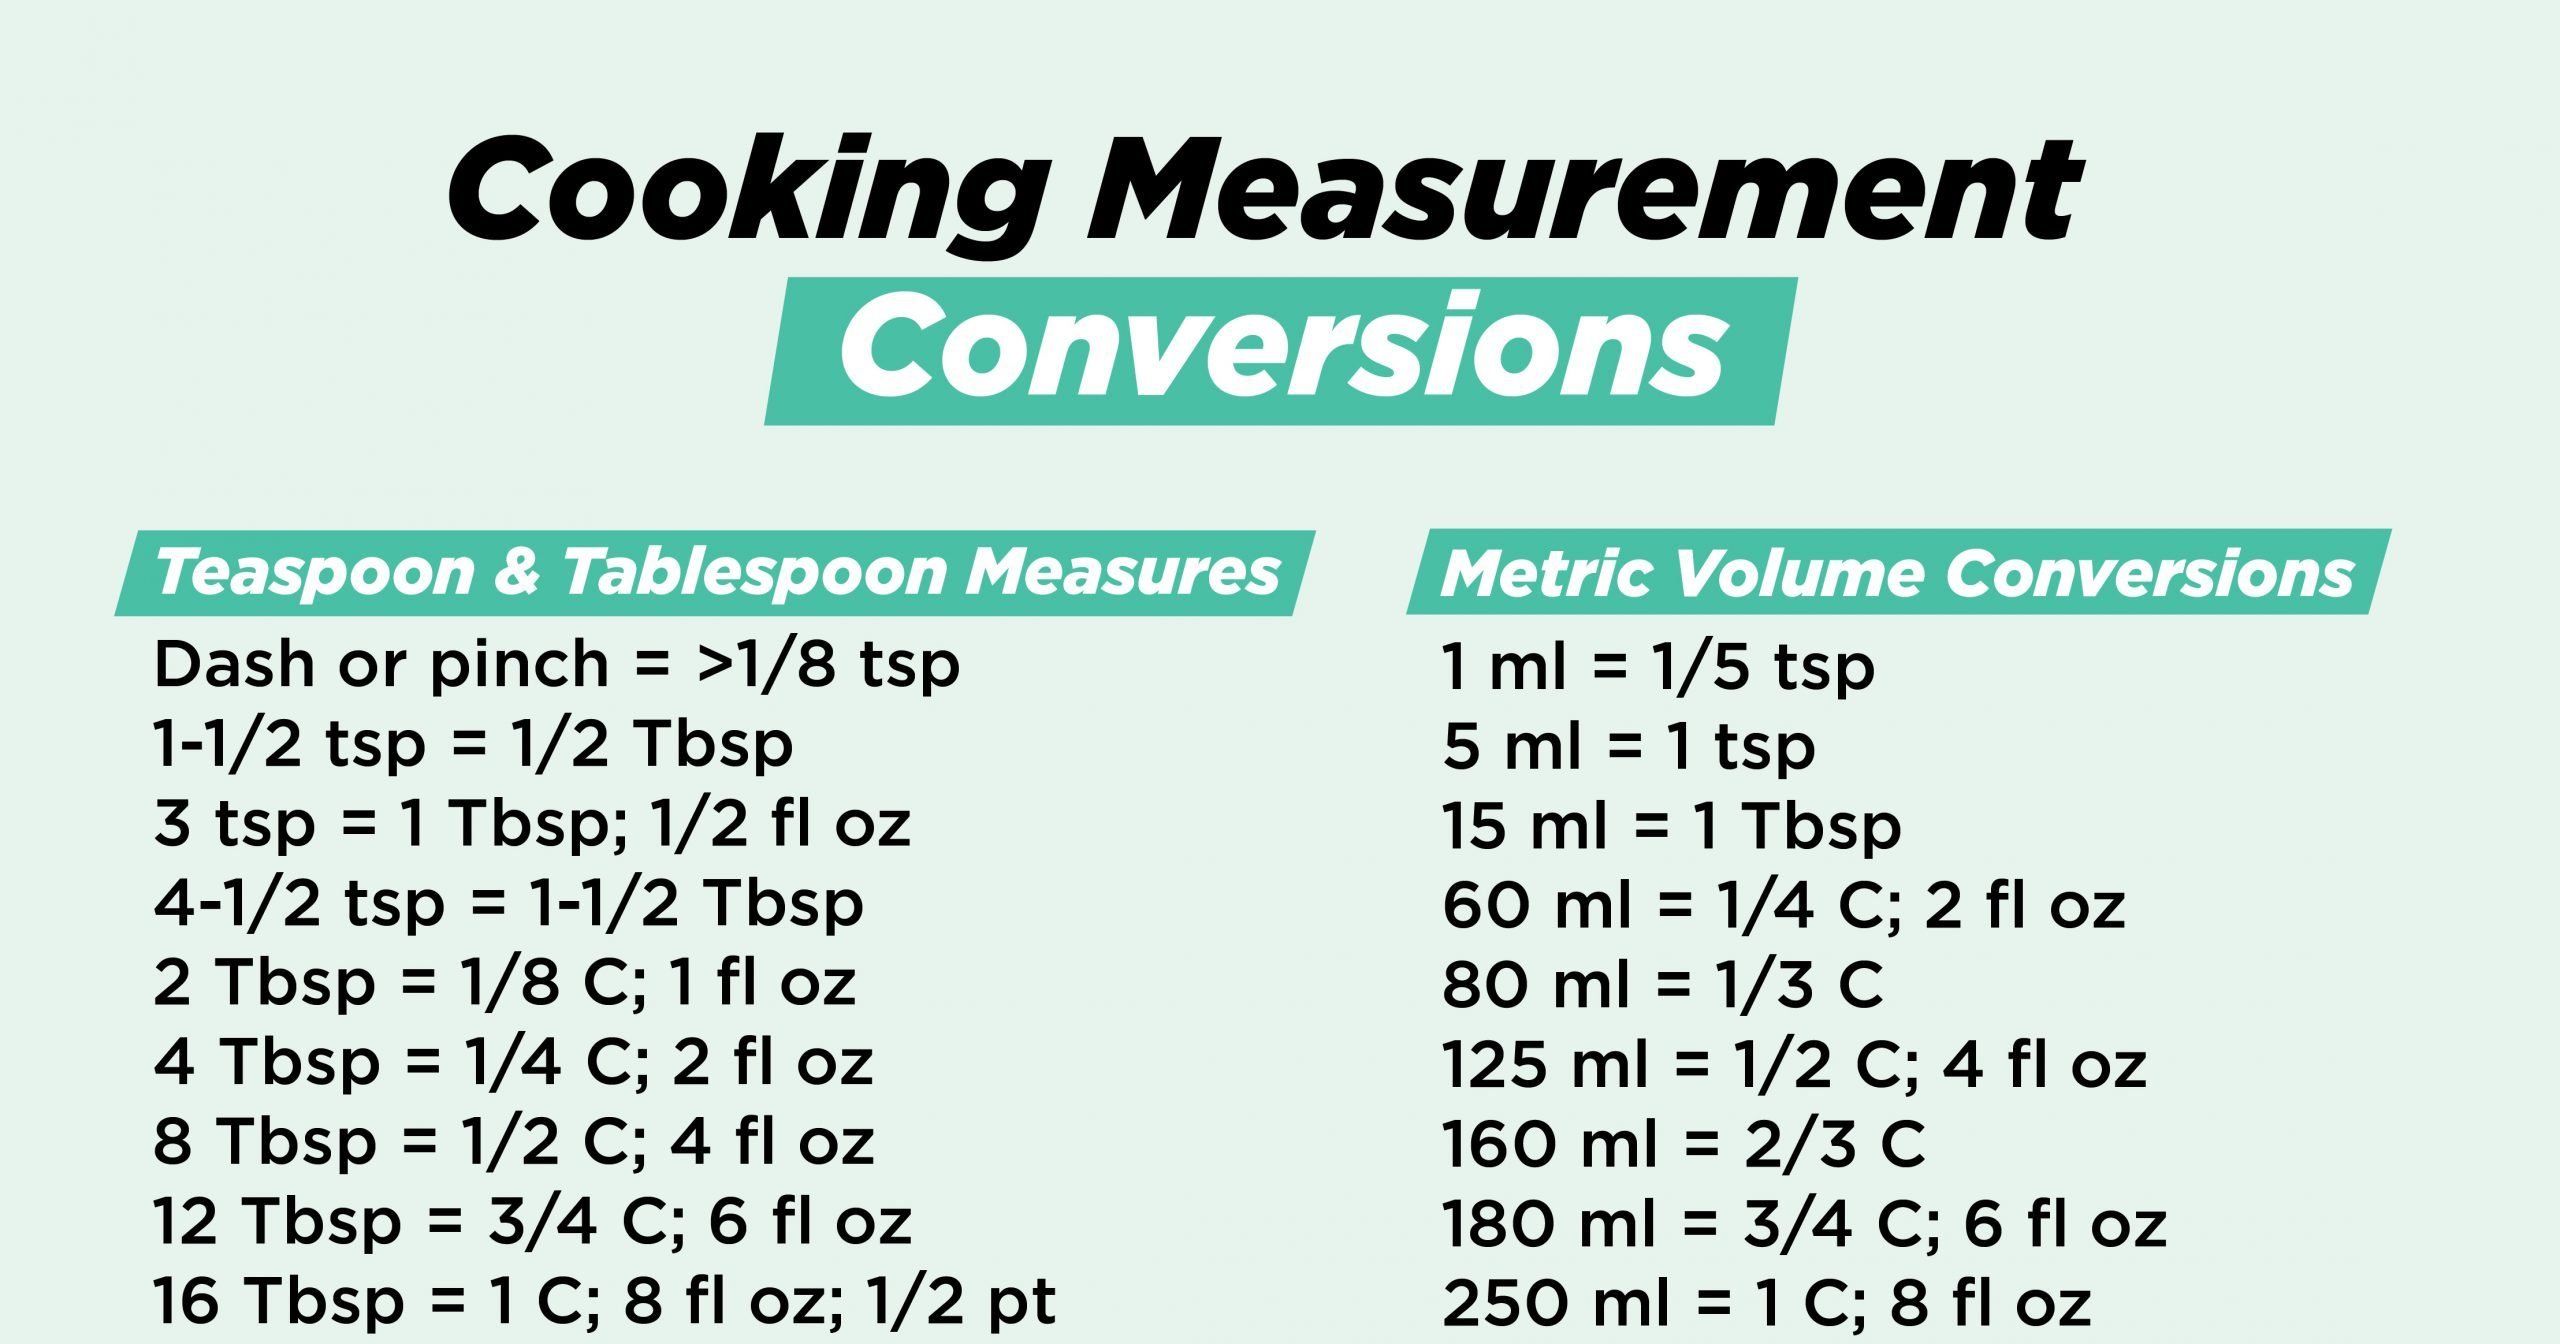 Cooking Measurement
Conversions
Teaspoon & Tablespoon Measures
Dash or pinch = >1/8 tsp
1-1/2 tsp = 1/2 Tbsp
3 tsp = 1 Tbsp; 1/2 fl oz
4-1/2 tsp = 1-1/2 Tbsp
2 Tbsp = 1/8 C; 1 fl oz
4 Tbsp = 1/4 C; 2 fl oz
8 Tbsp = 1/2 C; 4 fl oz
12 Tbsp = 3/4 C; 6 fl oz
16 Tbsp = 1 C; 8 fl oz; 1/2 pt
Metric Volume Conversions
1 ml = 1/5 tsp
5 ml = 1 tsp
15 ml = 1 Tbsp
60 ml = 1/4 C; 2 fl oz
80 ml = 1/3 C
125 ml = 1/2 C; 4 fl oz
160 ml = 2/3 C
180 ml = 3/4 C; 6 fl oz
250 ml = 1 C; 8 fl oz